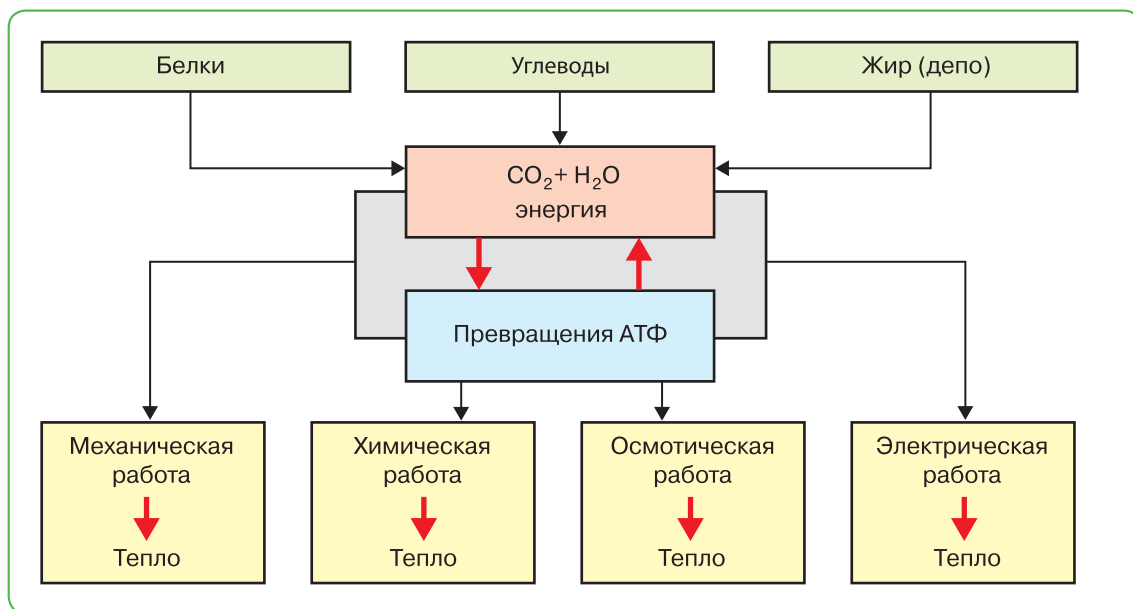 Белки
Углеводы
Жир (депо)
CO₂+ H₂O
энергия
Превращения АТФ
Механическая
работа
Тепло
Химическая
работа
Тепло
Осмотическая
работа
Тепло
Электрическая
работа
Тепло